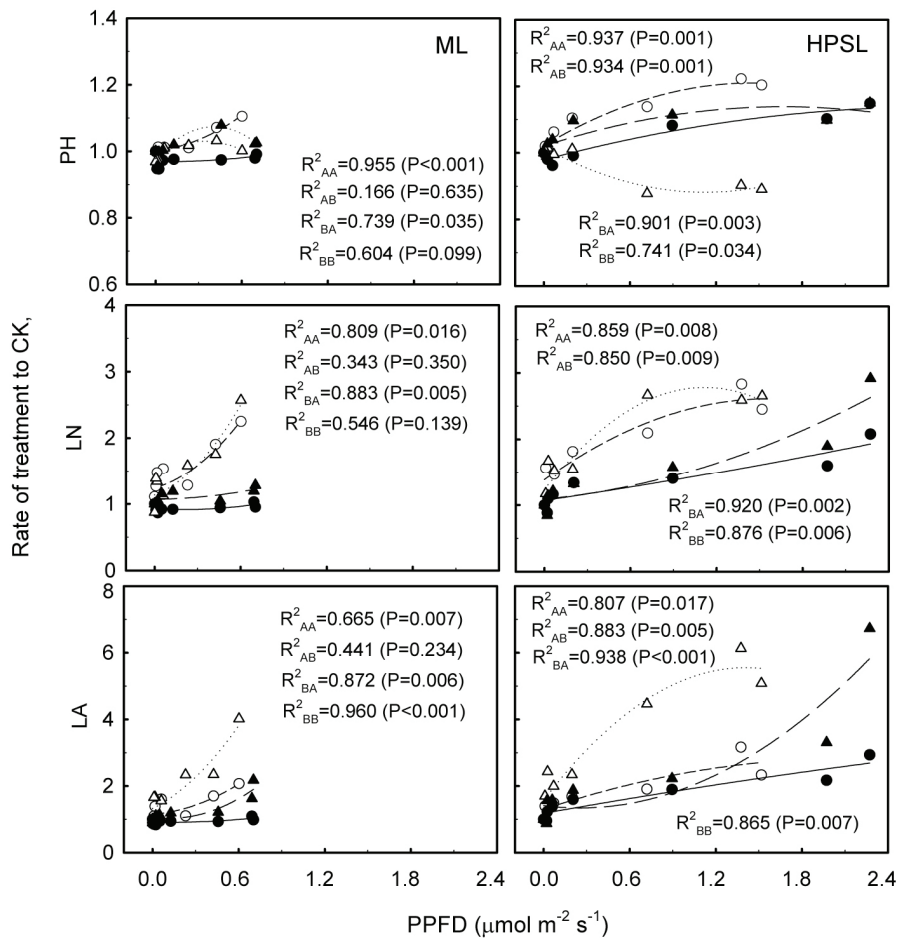 Rate of treatment to CK,
PH
1.4
1.2
1.0
0.8
0.6
ML
R²AA=0.955 (P<0.001)
R²AB=0.166 (P=0.635)
R²BA=0.739 (P=0.035)
R²BB=0.604 (P=0.099)
HPSL
R²AA=0.937 (P=0.001)
R²AB=0.934 (P=0.001)
R²BA=0.901 (P=0.003)
R²BB=0.741 (P=0.034)
LN
4
3
2
1
0
R²AA=0.809 (P=0.016)
R²AB=0.343 (P=0.350)
R²BA=0.883 (P=0.005)
R²BB=0.546 (P=0.139)
R²AA=0.859 (P=0.008)
R²AB=0.850 (P=0.009)
R²BA=0.920 (P=0.002)
R²BB=0.876 (P=0.006)
LA
8
6
4
2
0
R²AA=0.665 (P=0.007)
R²AB=0.441 (P=0.234)
R²BA=0.872 (P=0.006)
R²BB=0.960 (P<0.001)
R²AA=0.807 (P=0.017)
R²AB=0.883 (P=0.005)
R²BA=0.938 (P<0.001)
R²BB=0.865 (P=0.007)
0.0 0.6 1.2 1.8 2.4
0.0 0.6 1.2 1.8 2.4
PPFD (μmol m⁻² s⁻¹)